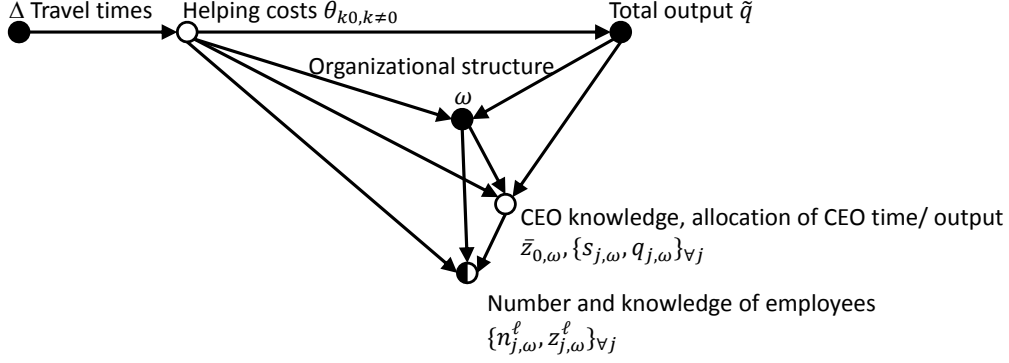 Δ Travel times
Helping costs θ_{k0,k≠0}
Total output q̃
Organizational structure
ω
CEO knowledge, allocation of CEO time/ output
z̄_{0,ω}, {s_{j,ω}, q_{j,ω}}_{∀j}
Number and knowledge of employees
{n^ℓ_{j,ω}, z^ℓ_{j,ω}}_{∀j}